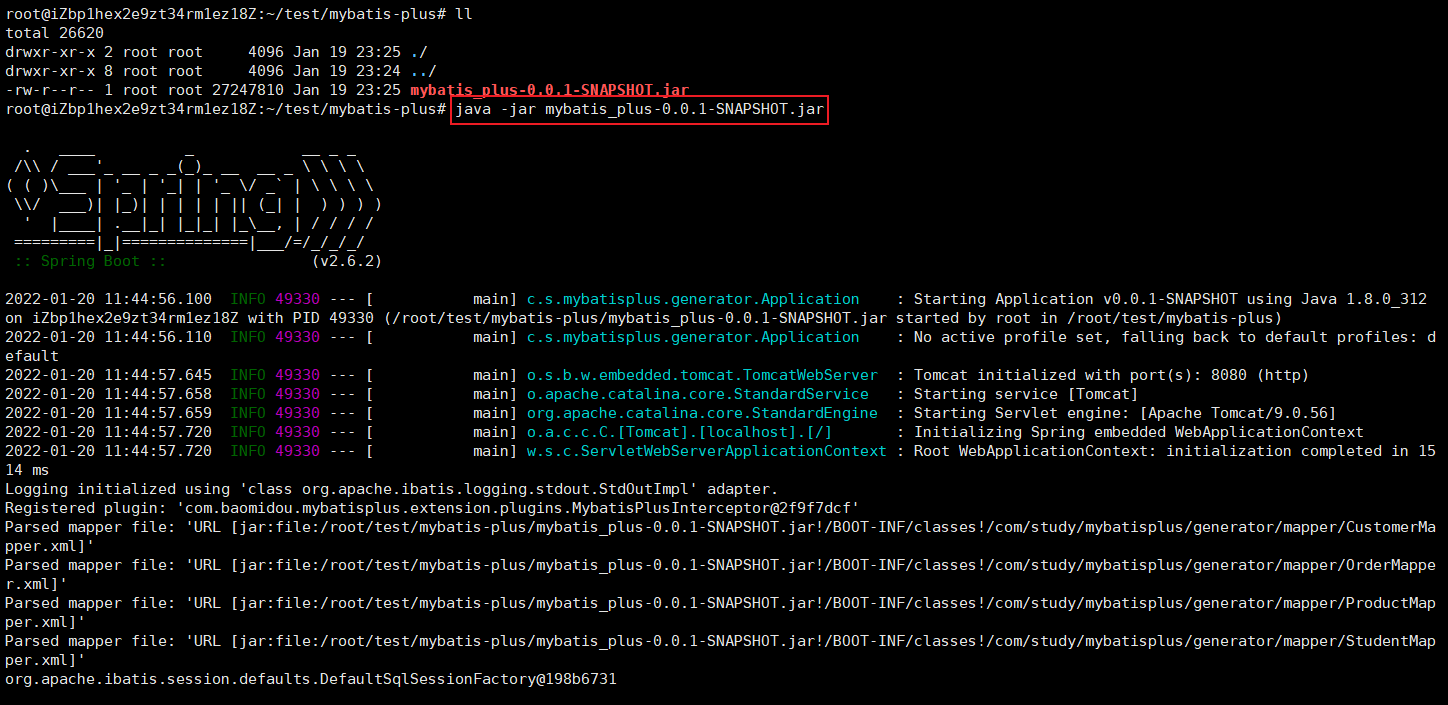 root@iZbp1hex2e9zt34rm1ez18Z:~/test/mybatis-plus# ll
total 26620
drwxr-xr-x 2 root root     4096 Jan 19 23:25 ./
drwxr-xr-x 8 root root     4096 Jan 19 23:24 ../
-rw-r--r-- 1 root root 27247810 Jan 19 23:25 mybatis_plus-0.0.1-SNAPSHOT.jar
root@iZbp1hex2e9zt34rm1ez18Z:~/test/mybatis-plus# java -jar mybatis_plus-0.0.1-SNAPSHOT.jar
  .   ____          _            __ _ _
 /\\ / ___'_ __ _ _(_)_ __  __ _ \ \ \ \
( ( )\___ | '_ | '_| | '_ \/ _` | \ \ \ \
 \\/  ___)| |_)| | | | | || (_| |  ) ) ) )
  '  |____| .__|_| |_|_| |_\__, | / / / /
 =========|_|==============|___/=/_/_/_/
 :: Spring Boot ::                (v2.6.2)
2022-01-20 11:44:56.100  INFO 49330 --- [           main] c.s.mybatisplus.generator.Application    : Starting Application v0.0.1-SNAPSHOT using Java 1.8.0_312
on iZbp1hex2e9zt34rm1ez18Z with PID 49330 (/root/test/mybatis-plus/mybatis_plus-0.0.1-SNAPSHOT.jar started by root in /root/test/mybatis-plus)
2022-01-20 11:44:56.110  INFO 49330 --- [           main] c.s.mybatisplus.generator.Application    : No active profile set, falling back to default profiles: d
efault
2022-01-20 11:44:57.645  INFO 49330 --- [           main] o.s.b.w.embedded.tomcat.TomcatWebServer  : Tomcat initialized with port(s): 8080 (http)
2022-01-20 11:44:57.658  INFO 49330 --- [           main] o.apache.catalina.core.StandardService   : Starting service [Tomcat]
2022-01-20 11:44:57.659  INFO 49330 --- [           main] org.apache.catalina.core.StandardEngine  : Starting Servlet engine: [Apache Tomcat/9.0.56]
2022-01-20 11:44:57.720  INFO 49330 --- [           main] o.a.c.c.C.[Tomcat].[localhost].[/]       : Initializing Spring embedded WebApplicationContext
2022-01-20 11:44:57.720  INFO 49330 --- [           main] w.s.c.ServletWebServerApplicationContext : Root WebApplicationContext: initialization completed in 15
14 ms
Logging initialized using 'class org.apache.ibatis.logging.stdout.StdOutImpl' adapter.
Registered plugin: 'com.baomidou.mybatisplus.extension.plugins.MybatisPlusInterceptor@2f9f7dcf'
Parsed mapper file: 'URL [jar:file:/root/test/mybatis-plus/mybatis_plus-0.0.1-SNAPSHOT.jar!/BOOT-INF/classes!/com/study/mybatisplus/generator/mapper/CustomerMa
pper.xml]'
Parsed mapper file: 'URL [jar:file:/root/test/mybatis-plus/mybatis_plus-0.0.1-SNAPSHOT.jar!/BOOT-INF/classes!/com/study/mybatisplus/generator/mapper/OrderMappe
r.xml]'
Parsed mapper file: 'URL [jar:file:/root/test/mybatis-plus/mybatis_plus-0.0.1-SNAPSHOT.jar!/BOOT-INF/classes!/com/study/mybatisplus/generator/mapper/ProductMap
per.xml]'
Parsed mapper file: 'URL [jar:file:/root/test/mybatis-plus/mybatis_plus-0.0.1-SNAPSHOT.jar!/BOOT-INF/classes!/com/study/mybatisplus/generator/mapper/StudentMap
per.xml]'
org.apache.ibatis.session.defaults.DefaultSqlSessionFactory@198b6731